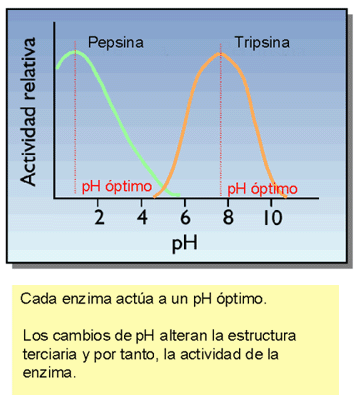 Pepsina
Tripsina
Actividad relativa
pH óptimo
pH óptimo
2 4 6 8 10
pH
Cada enzima actúa a un pH óptimo.
Los cambios de pH alteran la estructura
terciaria y por tanto, la actividad de la
enzima.